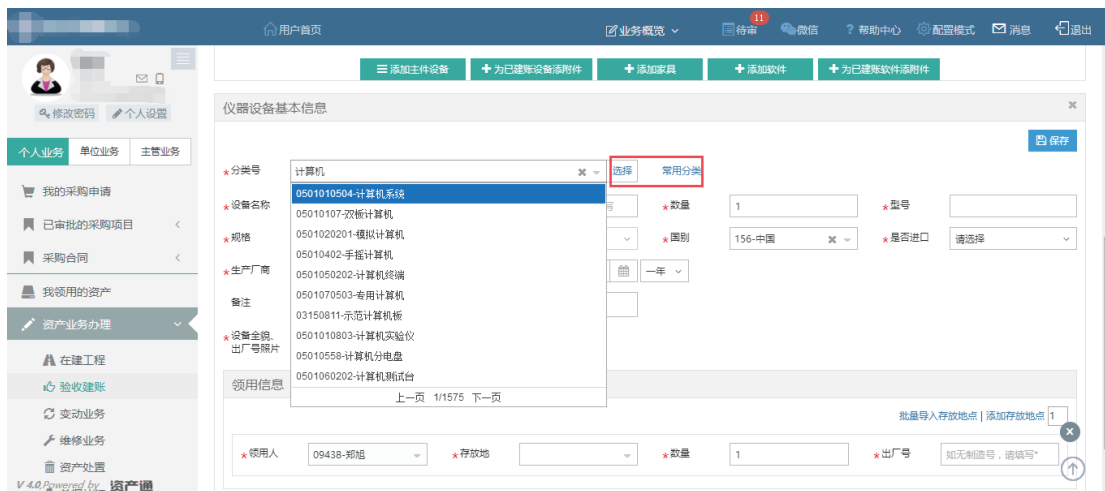 用户首页
业务概览
11
待审
微信
? 帮助中心
配置模式
消息
退出
修改密码
个人设置
个人业务
单位业务
主管业务
我的采购申请
已审批的采购项目
采购合同
我领用的资产
资产业务办理
在建工程
验收建账
变动业务
维修业务
资产处置
V 4.0,Powered by 资产通
添加主件设备
为已建账设备添附件
添加家具
添加软件
为已建账软件添附件
仪器设备基本信息
保存
*分类号
计算机
选择
常用分类
0501010504-计算机系统
05010107-双板计算机
0501020201-模拟计算机
05010402-手摇计算机
0501050202-计算机终端
0501070503-专用计算机
03150811-示范计算机板
0501010803-计算机实验仪
05010558-计算机分电盘
0501060202-计算机测试台
上一页 1/1575 下一页
*设备名称
*数量
1
*型号
*规格
*国别
156-中国
*是否进口
请选择
*生产厂商
一年
备注
*设备全貌、
出厂号照片
领用信息
批量导入存放地点 | 添加存放地点
1
*领用人
09438-郑旭
*存放地
*数量
1
*出厂号
如无制造号，请填写*